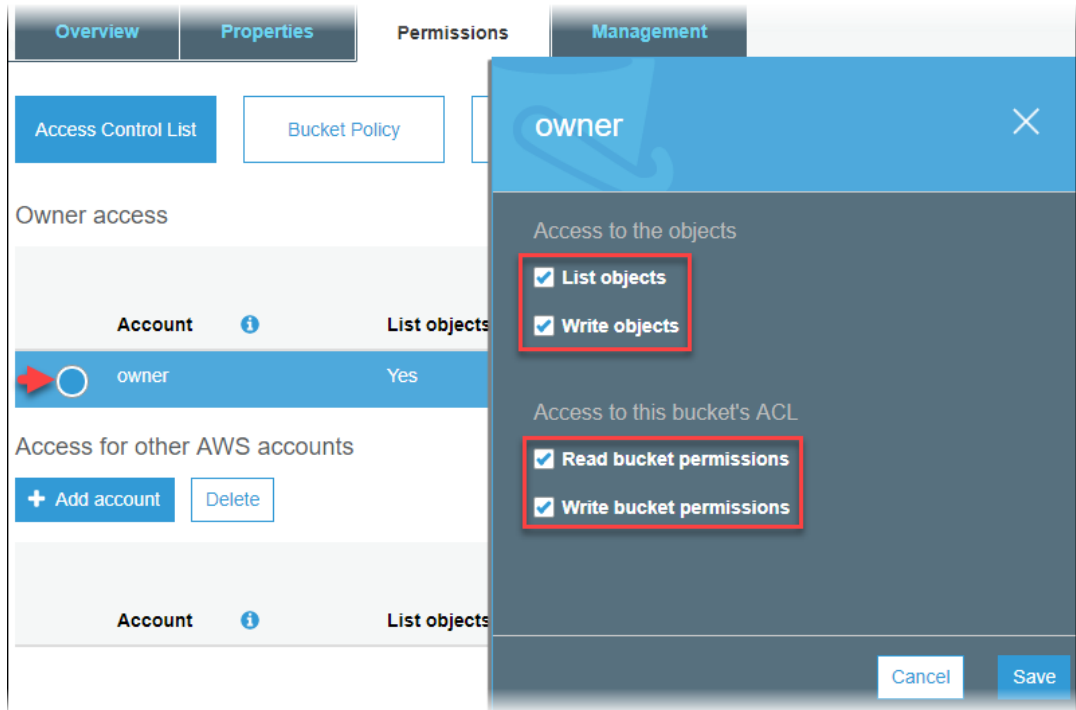 Overview Properties Permissions Management
Access Control List Bucket Policy
Owner access
Account List objects
owner Yes
Access for other AWS accounts
+ Add account Delete
Account List objects
owner
Access to the objects
List objects
Write objects
Access to this bucket's ACL
Read bucket permissions
Write bucket permissions
Cancel Save